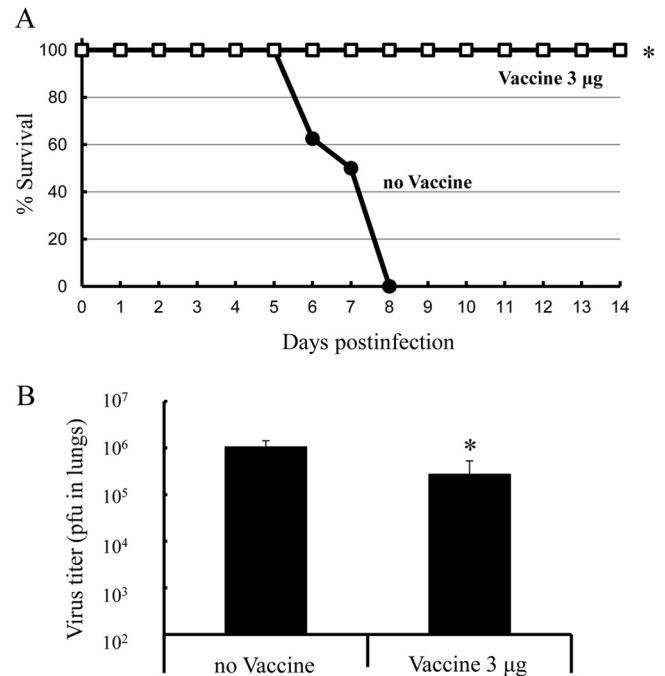 A
100
80
60
40
20
0
% Survival
*
Vaccine 3 μg
no Vaccine
0 1 2 3 4 5 6 7 8 9 10 11 12 13 14
Days postinfection
B
10⁷
10⁶
10⁵
10⁴
10³
10²
Virus titer (pfu in lungs)
*
no Vaccine Vaccine 3 μg